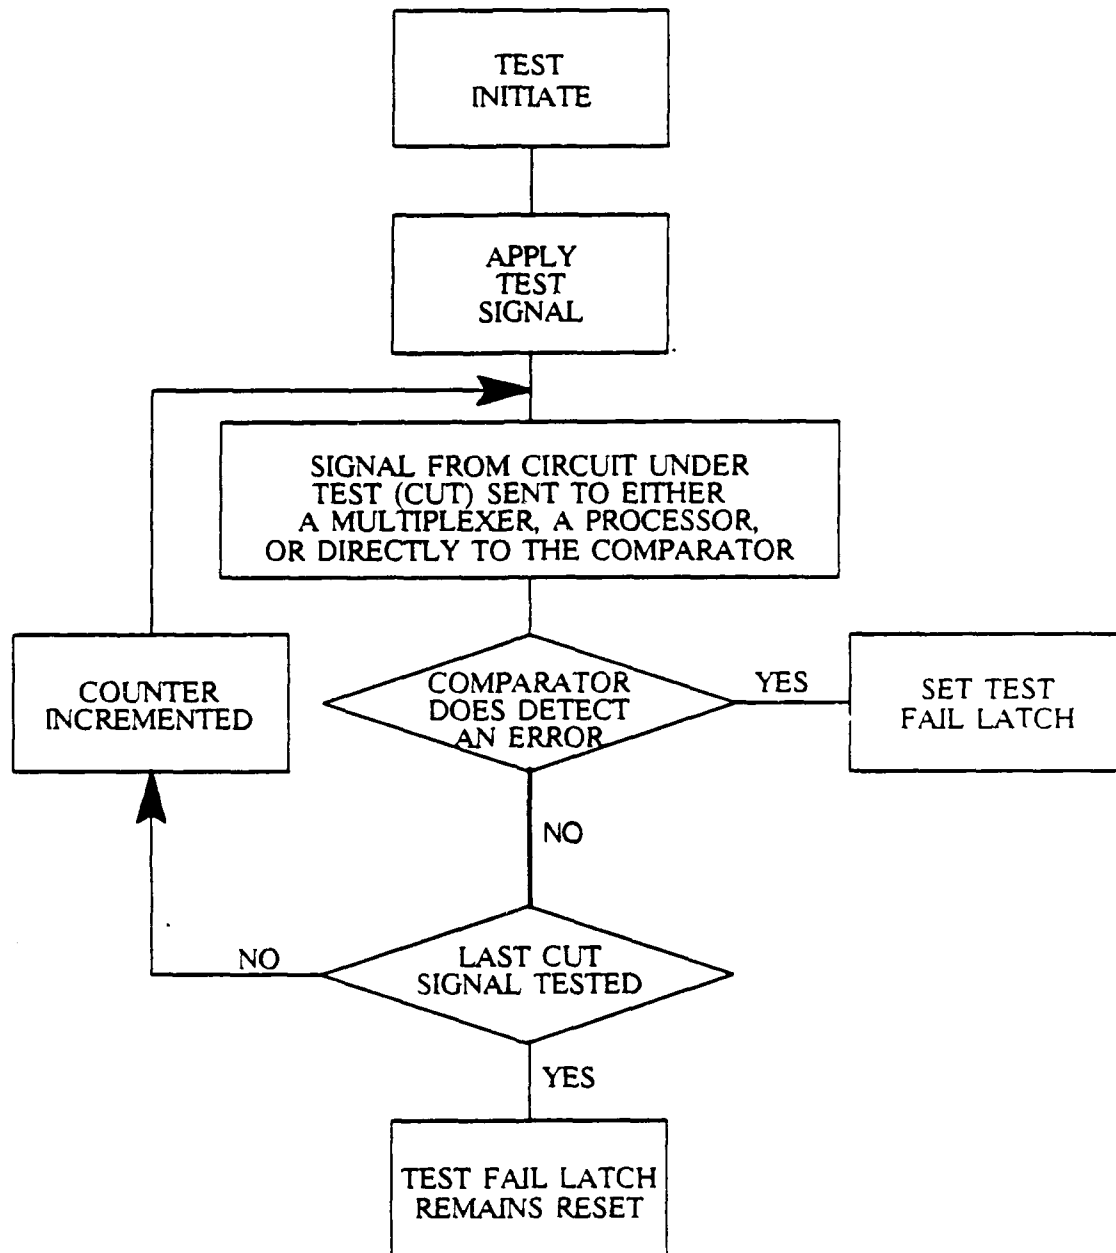 TEST
INITIATE
APPLY
TEST
SIGNAL
SIGNAL FROM CIRCUIT UNDER
TEST (CUT) SENT TO EITHER
A MULTIPLEXER, A PROCESSOR,
OR DIRECTLY TO THE COMPARATOR
COUNTER
INCREMENTED
COMPARATOR
DOES DETECT
AN ERROR
YES
SET TEST
FAIL LATCH
NO
NO
LAST CUT
SIGNAL TESTED
YES
TEST FAIL LATCH
REMAINS RESET